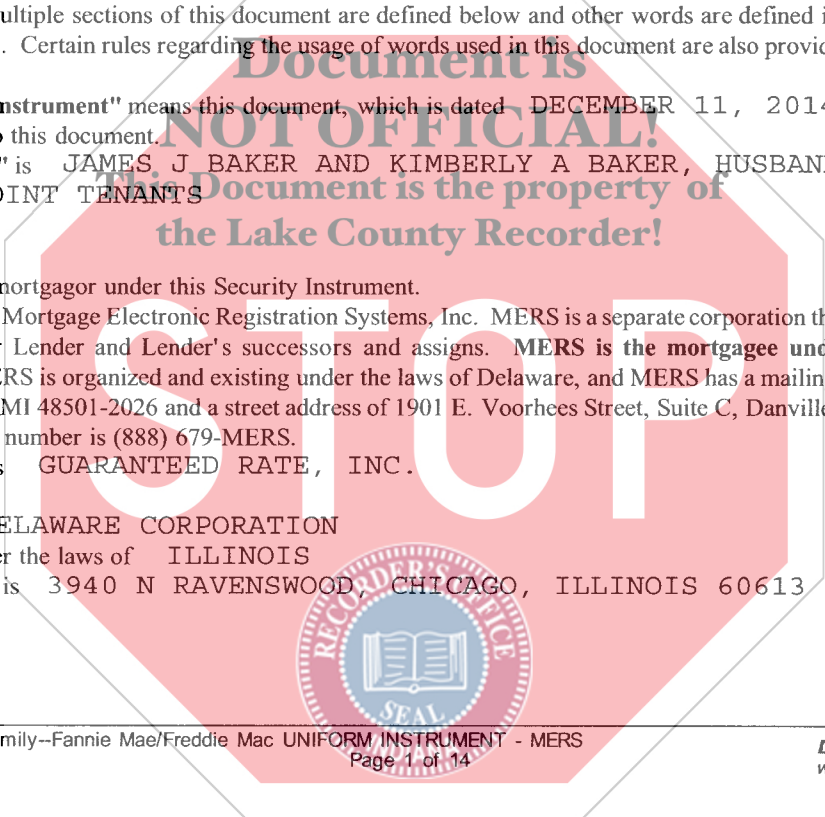 ultiple sections of this document are defined below and other words are defined i
. Certain rules regarding the usage of words used in this document are also provid
Document is
nstrument" means this document, which is dated DECEMBER 11, 2014
NOT OFFICIAL!
o this document.
" is JAMES J BAKER AND KIMBERLY A BAKER, HUSBAN
This Document is the property of
OINT TENANTS
the Lake County Recorder!
mortgagor under this Security Instrument.
Mortgage Electronic Registration Systems, Inc. MERS is a separate corporation th
r Lender and Lender's successors and assigns. MERS is the mortgagee und
ERS is organized and existing under the laws of Delaware, and MERS has a mailin
MI 48501-2026 and a street address of 1901 E. Voorhees Street, Suite C, Danville
number is (888) 679-MERS.
s GUARANTEED RATE, INC.
STOP
ELAWARE CORPORATION
er the laws of ILLINOIS
is 3940 N RAVENSWOOD, CHICAGO, ILLINOIS 60613
RECORDER'S OFFICE
SEAL
INDIANA
mily--Fannie Mae/Freddie Mac UNIFORM INSTRUMENT - MERS
Page 1 of 14